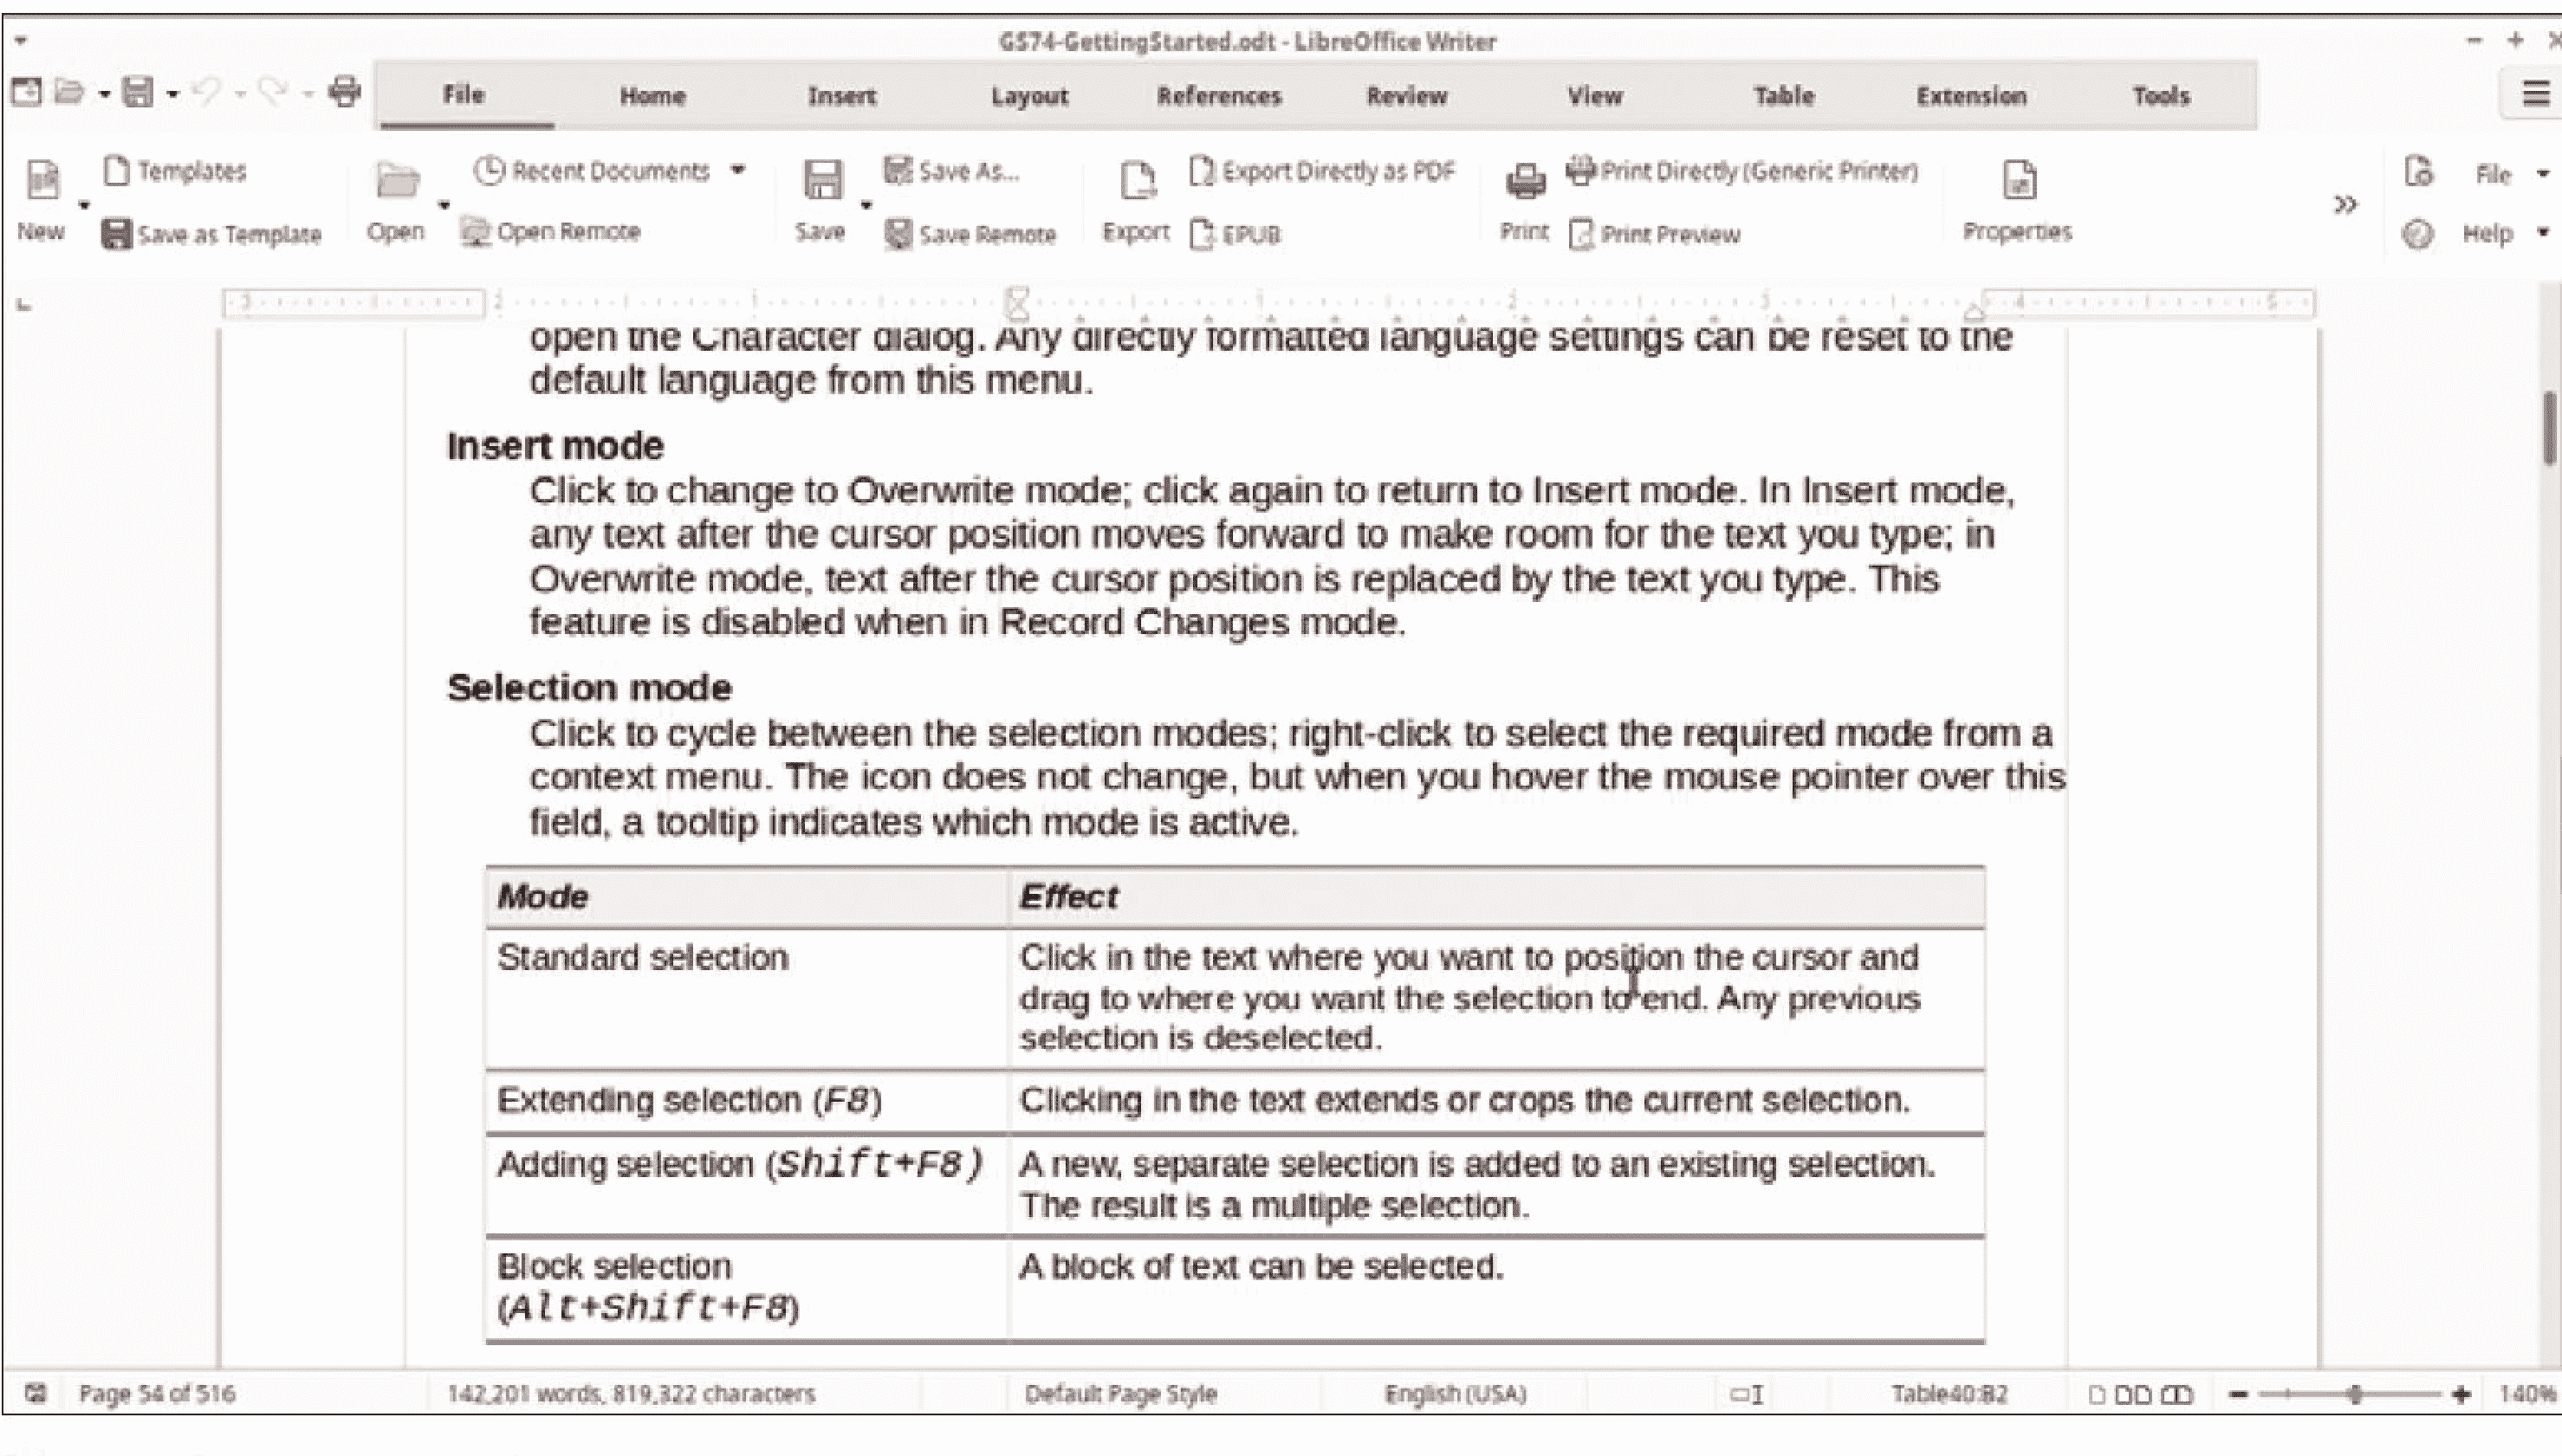 GS74-GettingStarted.odt - LibreOffice Writer
File Home Insert Layout References Review View Table Extension Tools
Templates Recent Documents Save As... Export Directly as PDF Print Directly (Generic Printer) File
New Save as Template Open Open Remote Save Save Remote Export EPUB Print Print Preview Properties Help
3 2 1 1 2 3 4 5
open the Character dialog. Any directly formatted language settings can be reset to the
default language from this menu.
Insert mode
Click to change to Overwrite mode; click again to return to Insert mode. In Insert mode,
any text after the cursor position moves forward to make room for the text you type; in
Overwrite mode, text after the cursor position is replaced by the text you type. This
feature is disabled when in Record Changes mode.
Selection mode
Click to cycle between the selection modes; right-click to select the required mode from a
context menu. The icon does not change, but when you hover the mouse pointer over this
field, a tooltip indicates which mode is active.
Mode Effect
Standard selection Click in the text where you want to position the cursor and
drag to where you want the selection to end. Any previous
selection is deselected.
Extending selection (F8) Clicking in the text extends or crops the current selection.
Adding selection (Shift+F8) A new, separate selection is added to an existing selection.
The result is a multiple selection.
Block selection A block of text can be selected.
(Alt+Shift+F8)
Page 54 of 516 142,201 words, 819,322 characters Default Page Style English (USA) Table40:B2 140%